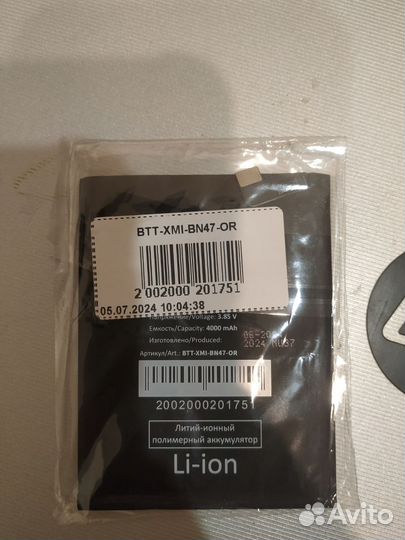 BTT-XMI-BN47-OR
2 002000 201751
05.07.2024 10:04:38
Напряжение/Voltage: 3.85 V
Емкость/Capacity: 4000 mAh
Изготовлено/Produced:
2024
Артикул/Art.: BTT-XMI-BN47-OR
2002000201751
Литий-ионный
полимерный аккумулятор
Li-ion
Avito